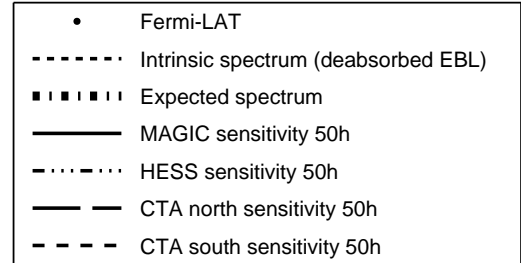 Fermi-LAT
Intrinsic spectrum (deabsorbed EBL)
Expected spectrum
MAGIC sensitivity 50h
HESS sensitivity 50h
CTA north sensitivity 50h
CTA south sensitivity 50h